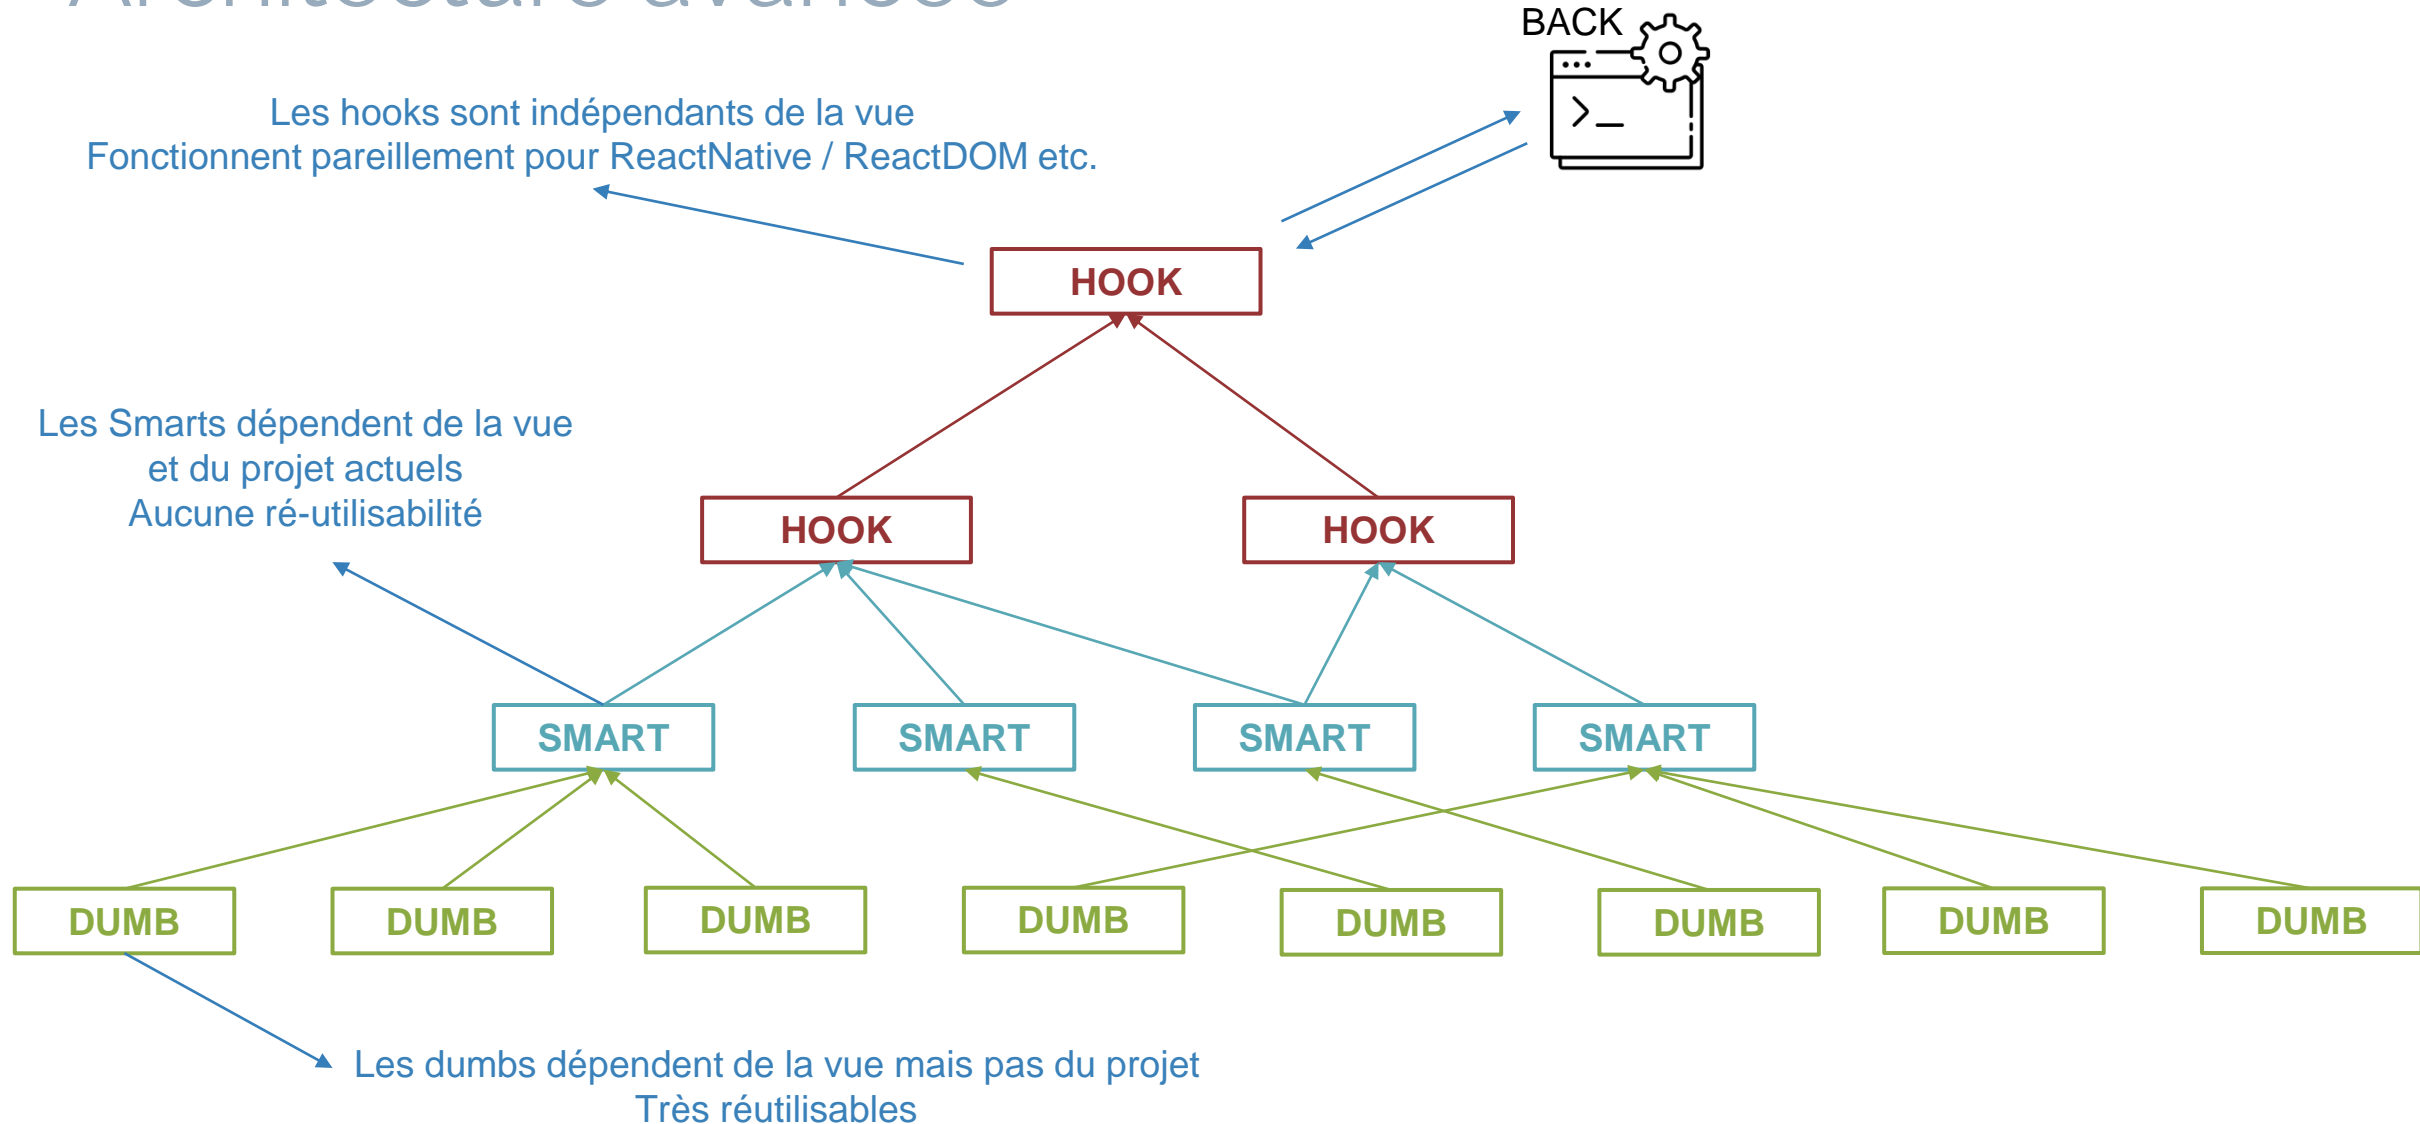 Architecture avancée
BACK
Les hooks sont indépendants de la vue
Fonctionnent pareillement pour ReactNative / ReactDOM etc.
HOOK
Les Smarts dépendent de la vue
et du projet actuels
Aucune ré-utilisabilité
HOOK
HOOK
SMART
SMART
SMART
SMART
DUMB
DUMB
DUMB
DUMB
DUMB
DUMB
DUMB
DUMB
Les dumbs dépendent de la vue mais pas du projet
Très réutilisables